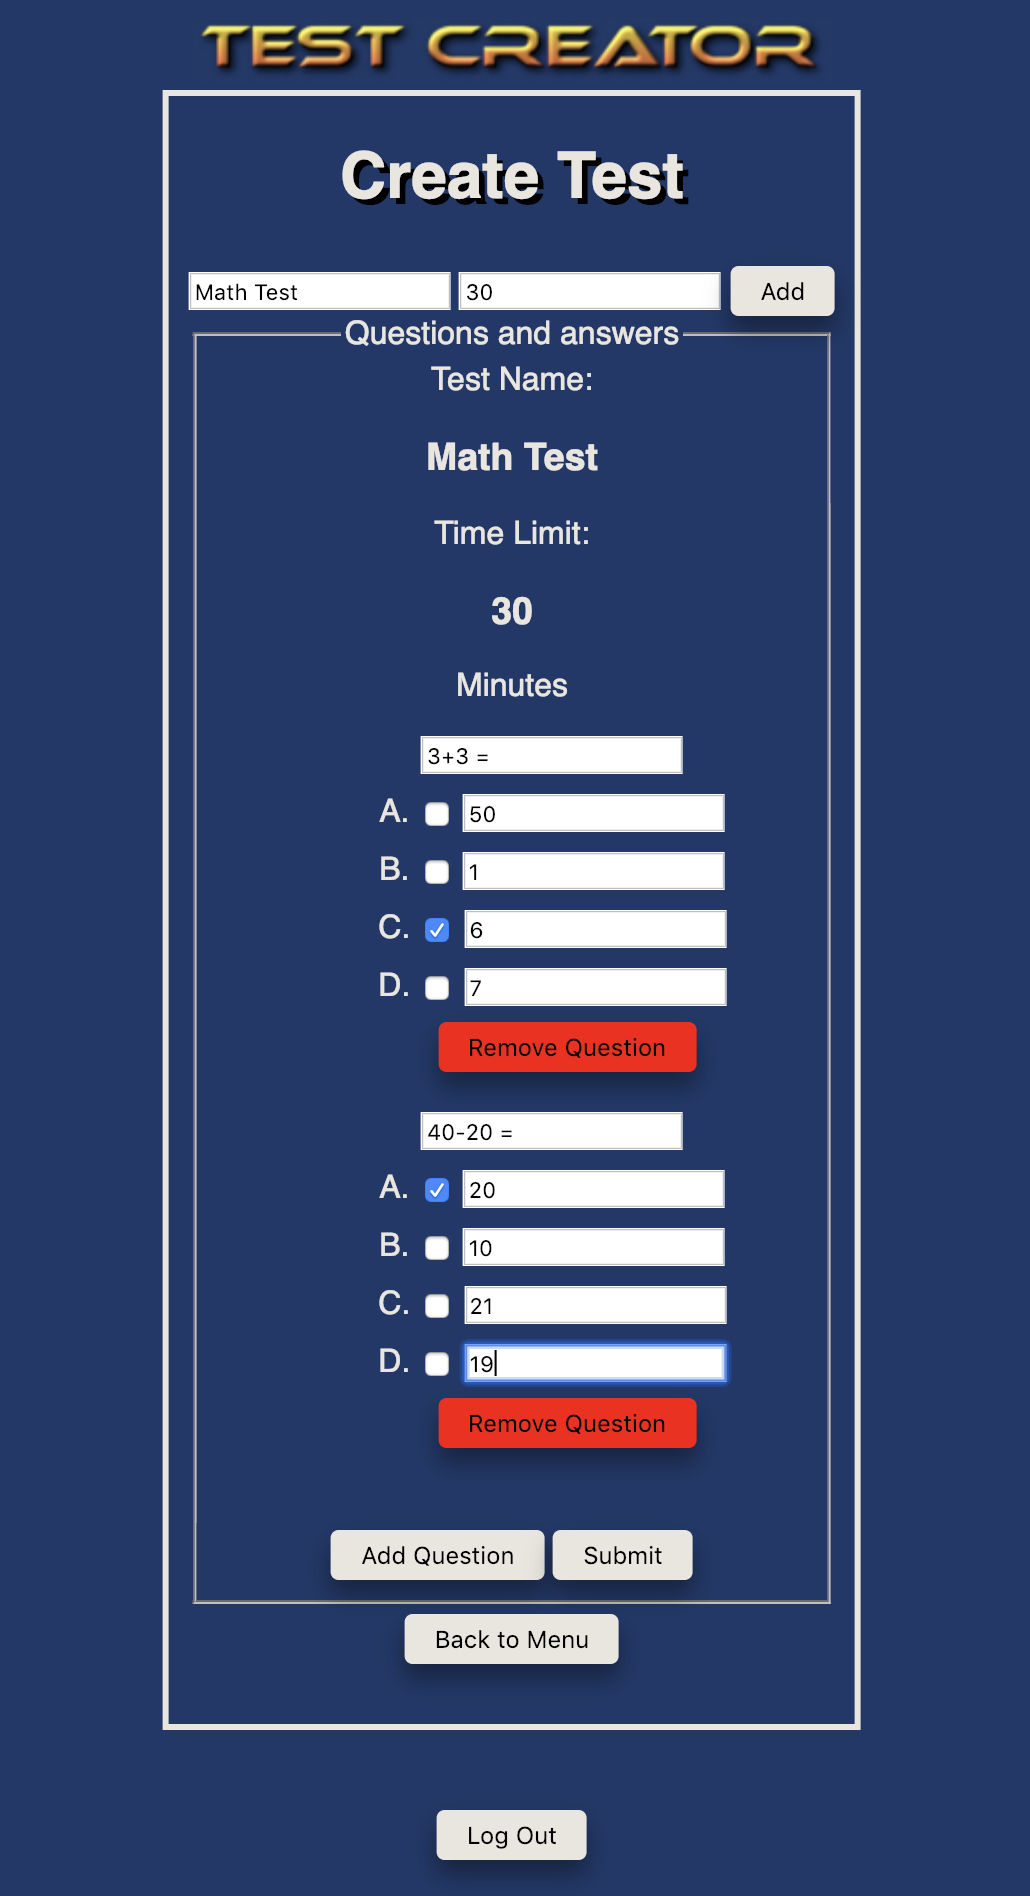 TEST CREATOR
Create Test
Math Test 30 Add
Questions and answers
Test Name:
Math Test
Time Limit:
30
Minutes
3+3 =
A. 50
B. 1
C. 6
D. 7
Remove Question
40-20 =
A. 20
B. 10
C. 21
D. 19
Remove Question
Add Question Submit
Back to Menu
Log Out